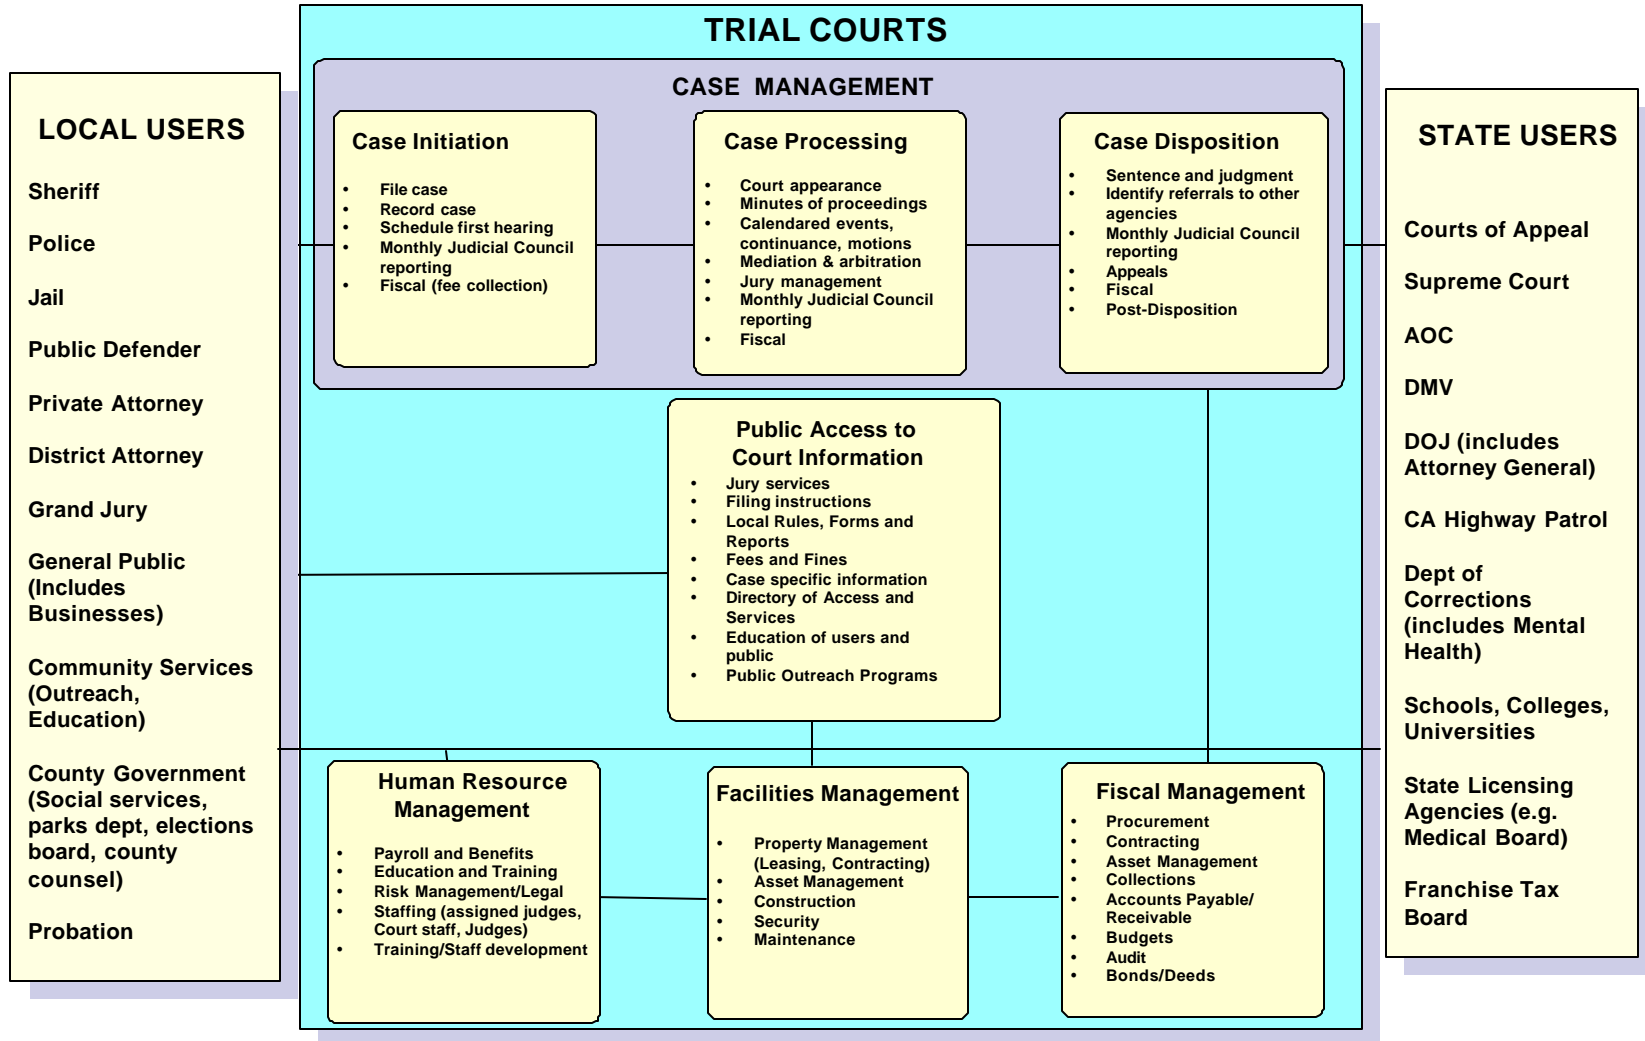 TRIAL COURTS
LOCAL USERS
Sheriff
Police
Jail
Public Defender
Private Attorney
District Attorney
Grand Jury
General Public
(Includes
Businesses)
Community Services
(Outreach,
Education)
County Government
(Social services,
parks dept, elections
board, county
counsel)
Probation
CASE MANAGEMENT
Case Initiation
• File case
• Record case
• Schedule first hearing
• Monthly Judicial Council
reporting
• Fiscal (fee collection)
Case Processing
• Court appearance
• Minutes of proceedings
• Calendared events,
continuance, motions
• Mediation & arbitration
• Jury management
• Monthly Judicial Council
reporting
• Fiscal
Case Disposition
• Sentence and judgment
• Identify referrals to other
agencies
• Monthly Judicial Council
reporting
• Appeals
• Fiscal
• Post-Disposition
Public Access to
Court Information
• Jury services
• Filing instructions
• Local Rules, Forms and
Reports
• Fees and Fines
• Case specific information
• Directory of Access and
Services
• Education of users and
public
• Public Outreach Programs
Human Resource
Management
• Payroll and Benefits
• Education and Training
• Risk Management/Legal
• Staffing (assigned judges,
Court staff, Judges)
• Training/Staff development
Facilities Management
• Property Management
(Leasing, Contracting)
• Asset Management
• Construction
• Security
• Maintenance
Fiscal Management
• Procurement
• Contracting
• Asset Management
• Collections
• Accounts Payable/
Receivable
• Budgets
• Audit
• Bonds/Deeds
STATE USERS
Courts of Appeal
Supreme Court
AOC
DMV
DOJ (includes
Attorney General)
CA Highway Patrol
Dept of
Corrections
(includes Mental
Health)
Schools, Colleges,
Universities
State Licensing
Agencies (e.g.
Medical Board)
Franchise Tax
Board